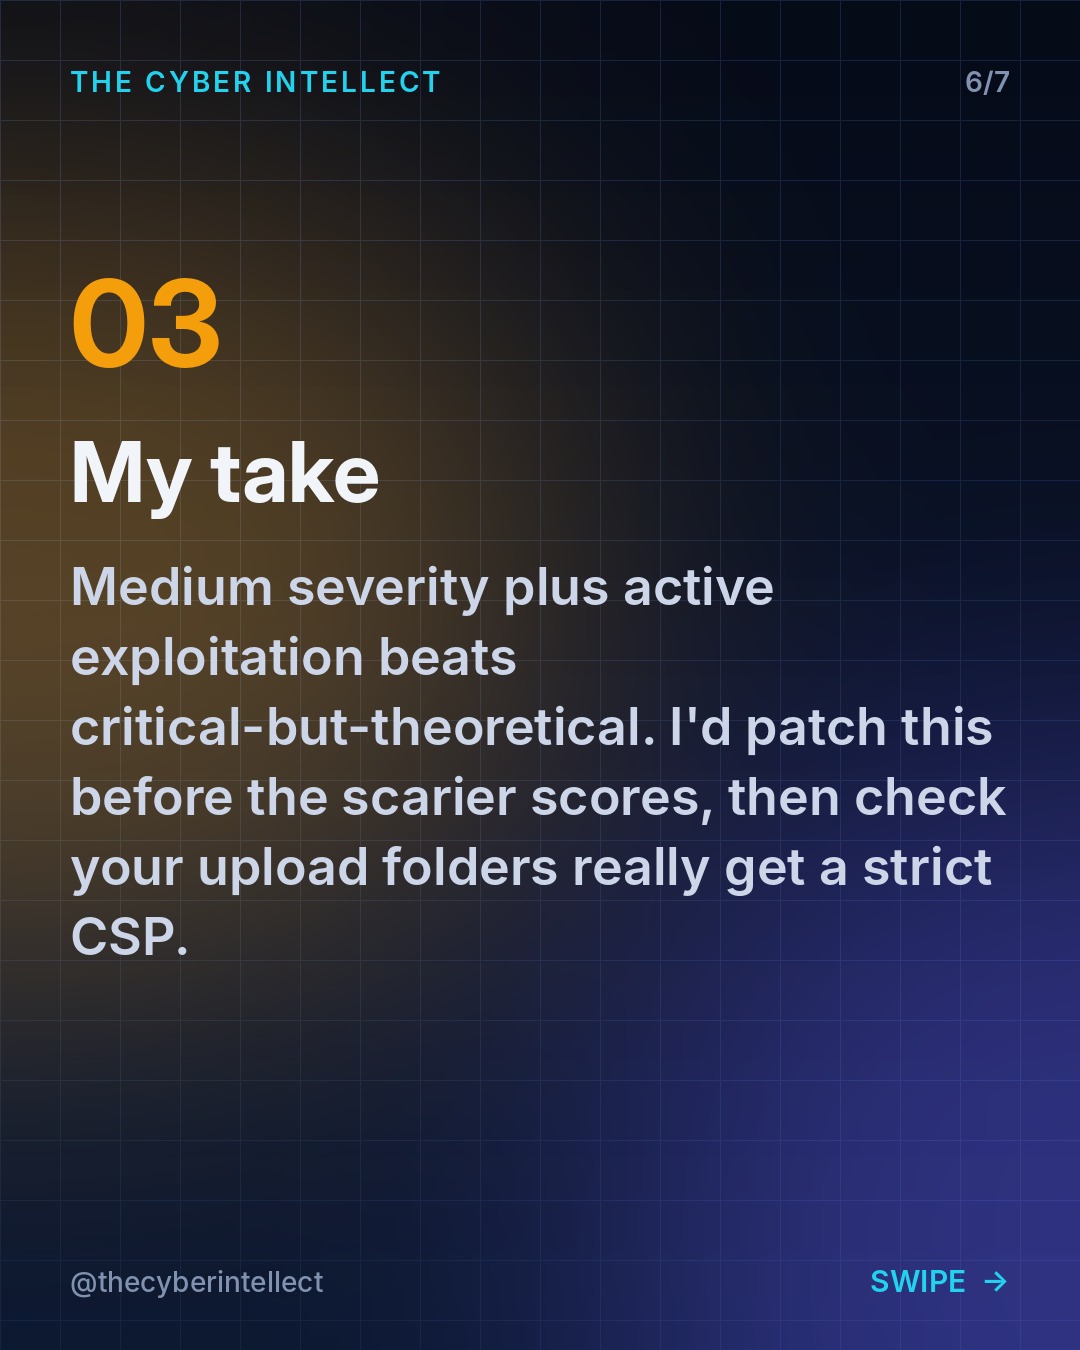 THE CYBER INTELLECT
6/7
03
My take
Medium severity plus active
exploitation beats
critical-but-theoretical. I'd patch this
before the scarier scores, then check
your upload folders really get a strict
CSP.
@thecyberintellect
SWIPE →